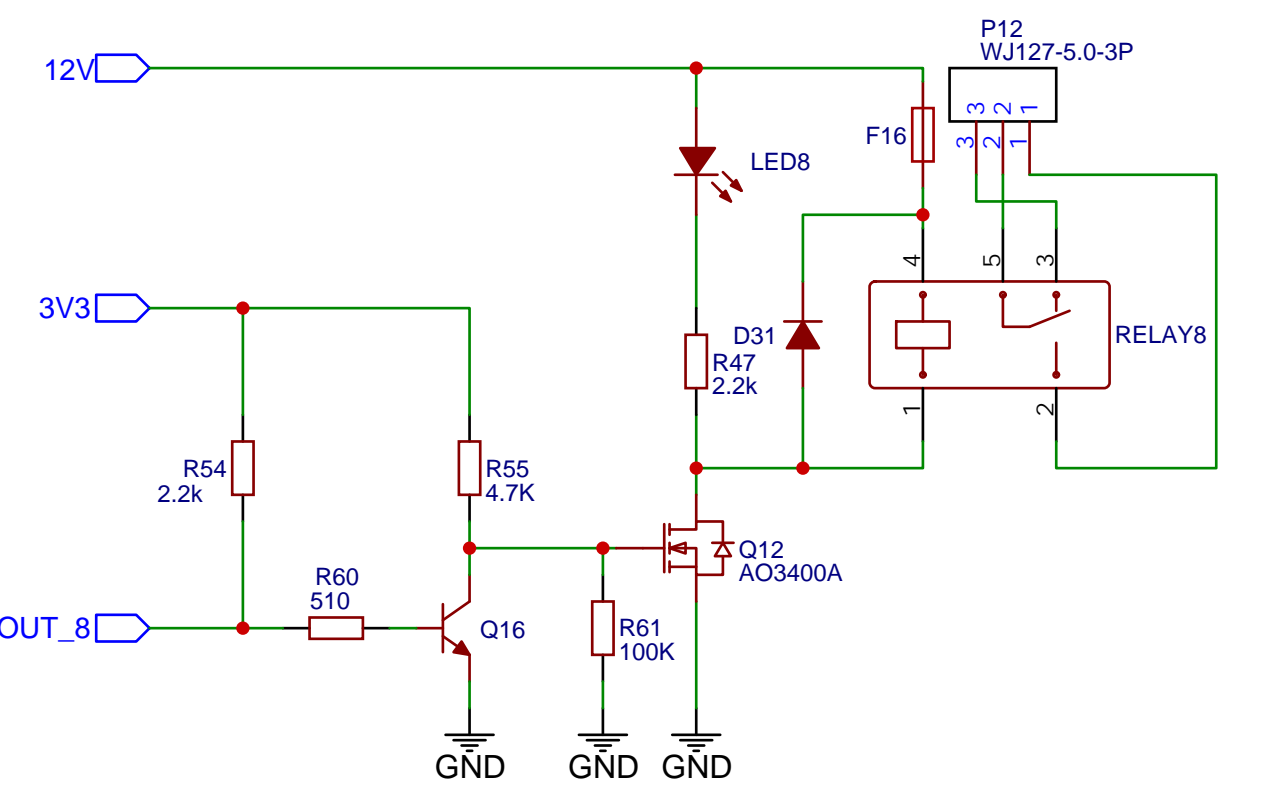 P12
WJ127-5.0-3P
12V
3 2 1
F16
3 2 1
LED8
4 5 3
3V3
D31
RELAY8
R47
2.2k
1 2
R54
2.2k
R55
4.7K
Q12
AO3400A
R60
510
OUT_8
Q16
R61
100K
GND GND GND